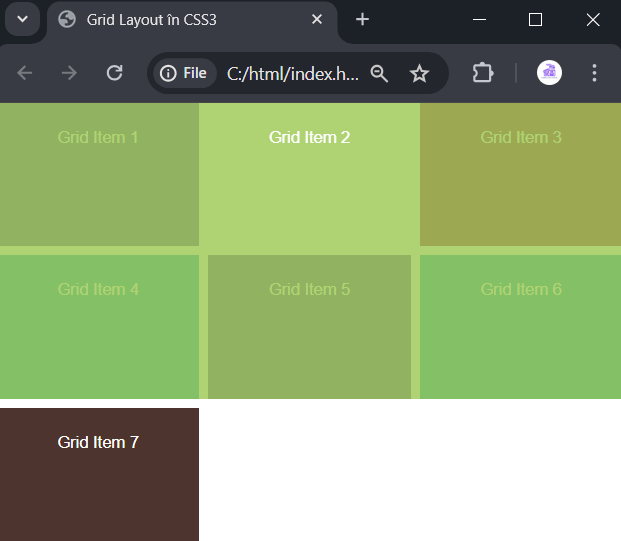 Grid Layout în CSS3
File
C:/html/index.h...
Grid Item 1
Grid Item 2
Grid Item 3
Grid Item 4
Grid Item 5
Grid Item 6
Grid Item 7